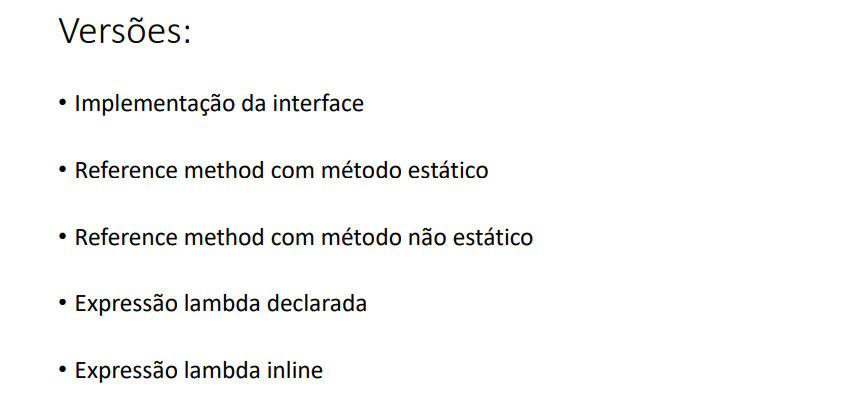 Versões:
• Implementação da interface
• Reference method com método estático
• Reference method com método não estático
• Expressão lambda declarada
• Expressão lambda inline